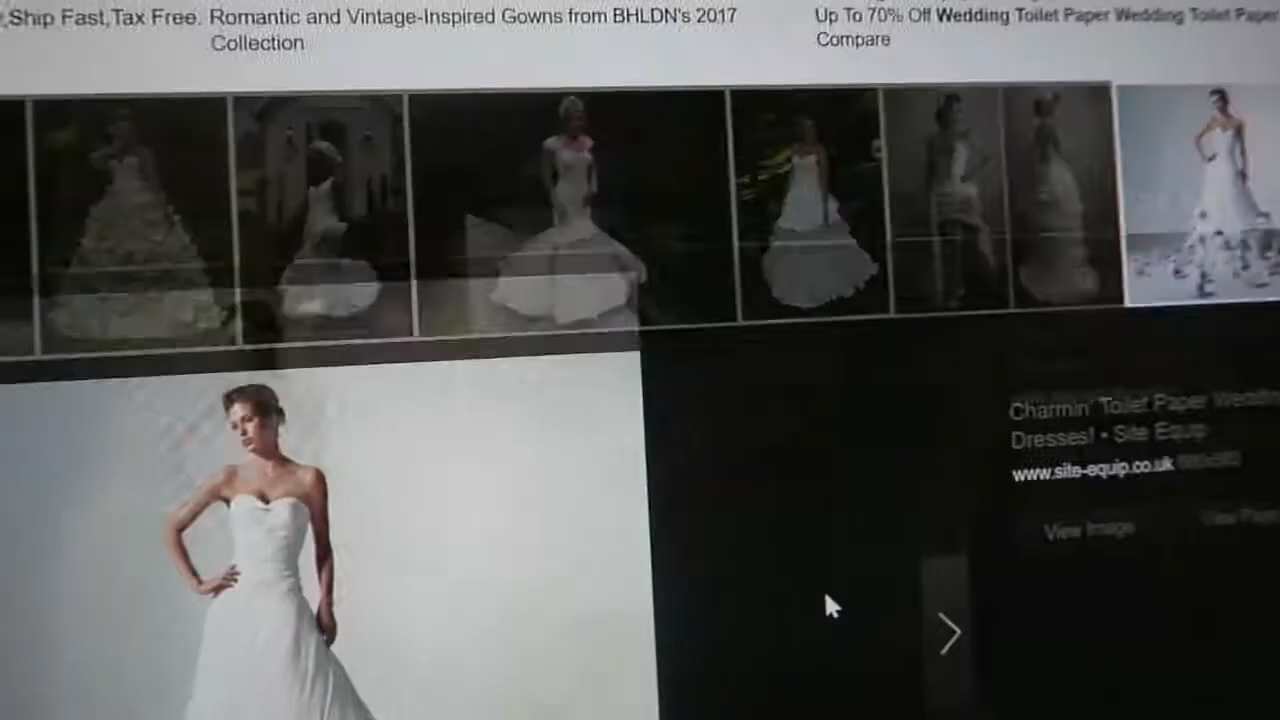 Ship Fast,Tax Free.
Romantic and Vintage-Inspired Gowns from BHLDN's 2017
Collection
Up To 70% Off Wedding Toilet Paper Wedding Toilet Paper
Compare
Charmin Toilet Paper
Dresses! • Site Equip
www.site-equip.co.uk
View Image
View